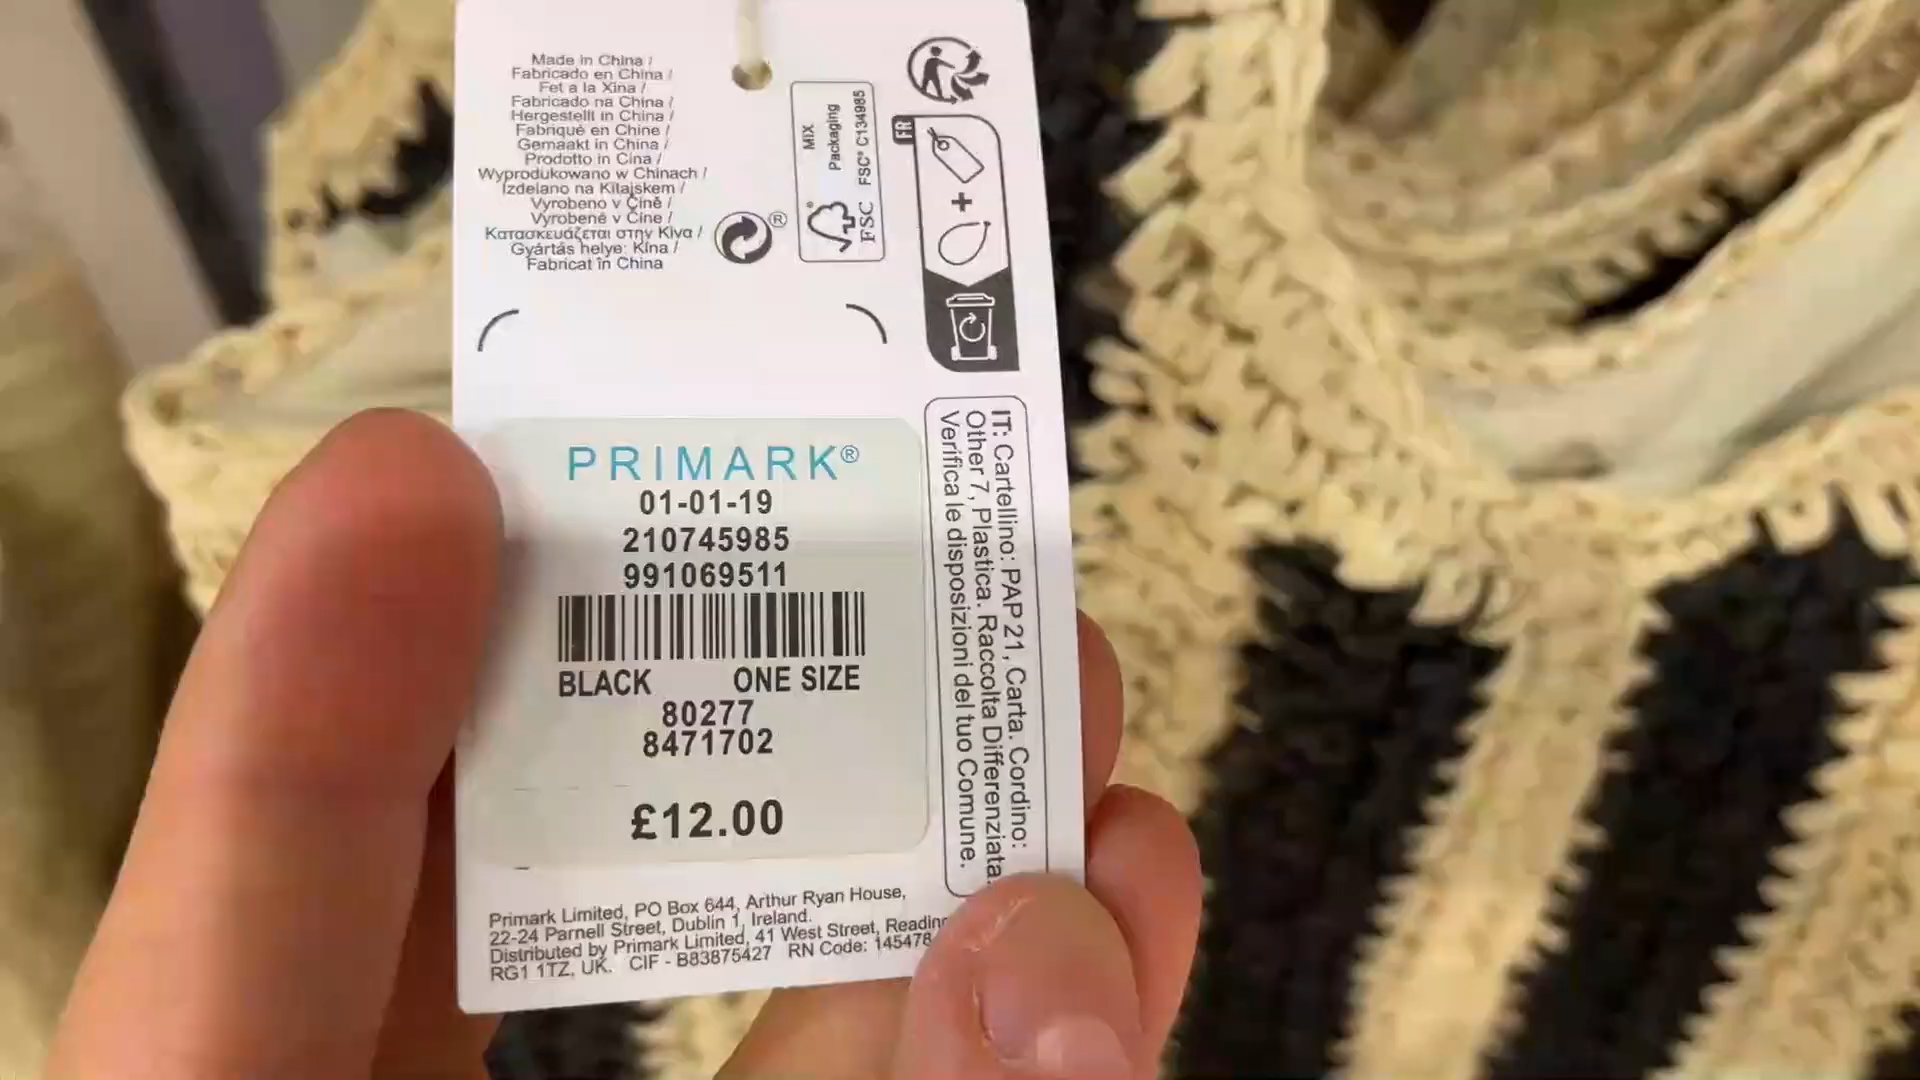 Made in China /
Fabricado en China /
Fet a la Xina /
Fabricado na China /
Hergestellt in China /
Fabriqué en Chine /
Gemaakt in China /
Prodotto in Cina /
Wyprodukowano w Chinach /
Izdelano na Kitajskem /
Vyrobeno v Číně /
Vyrobené v Číne /
Κατασκευάζεται στην Κίνα /
Gyártás helye: Kína /
Fabricat în China
®
MIX
Packaging
FSC® C134985
FSC
FR
+
PRIMARK®
01-01-19
210745985
991069511
BLACK ONE SIZE
80277
8471702
£12.00
IT: Cartellino: PAP 21, Carta. Cordino:
Other 7, Plastica. Raccolta Differenziata.
Verifica le disposizioni del tuo Comune.
Primark Limited, PO Box 644, Arthur Ryan House,
22-24 Parnell Street, Dublin 1, Ireland.
Distributed by Primark Limited, 41 West Street,
RG1 1TZ, UK. CIF - B83875427 RN Code: 145478